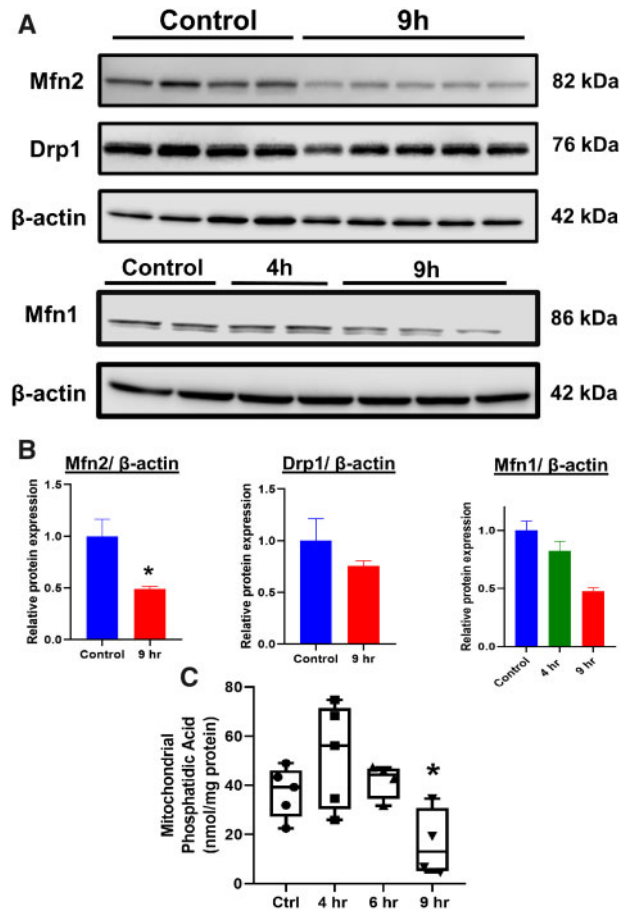 A
Control 9h
Mfn2 82 kDa
Drp1 76 kDa
β-actin 42 kDa
Control 4h 9h
Mfn1 86 kDa
β-actin 42 kDa
B
Mfn2/ β-actin Drp1/ β-actin Mfn1/ β-actin
Relative protein expression
1.5
1.0
0.5
0.0
Control 9 hr
Relative protein expression
1.5
1.0
0.5
0.0
Control 9 hr
Relative protein expression
1.0
0.5
0.0
Control 4 hr 9 hr
*
C
Mitochondrial
Phosphatidic Acid
(nmol/mg protein)
80
60
40
20
0
*
Ctrl 4 hr 6 hr 9 hr